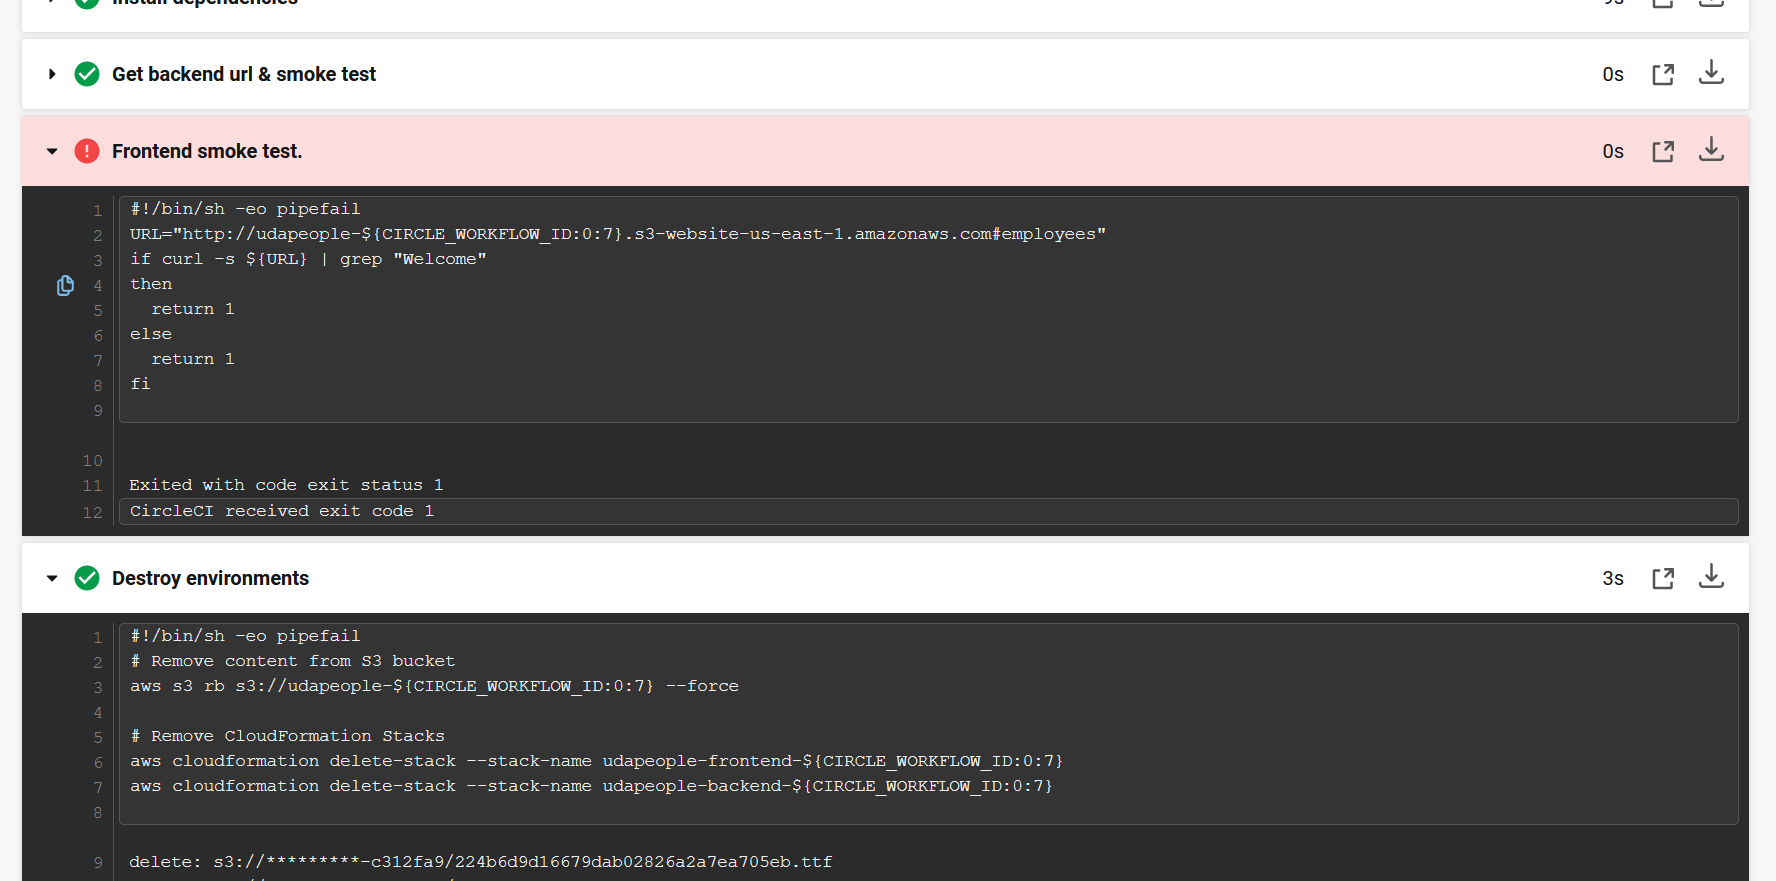 Install dependencies
9s
Get backend url & smoke test
0s
Frontend smoke test.
0s
1 #!/bin/sh -eo pipefail
2 URL="http://udapeople-${CIRCLE_WORKFLOW_ID:0:7}.s3-website-us-east-1.amazonaws.com#employees"
3 if curl -s ${URL} | grep "Welcome"
4 then
5 return 1
6 else
7 return 1
8 fi
9
10
11 Exited with code exit status 1
12 CircleCI received exit code 1
Destroy environments
3s
1 #!/bin/sh -eo pipefail
2 # Remove content from S3 bucket
3 aws s3 rb s3://udapeople-${CIRCLE_WORKFLOW_ID:0:7} --force
4
5 # Remove CloudFormation Stacks
6 aws cloudformation delete-stack --stack-name udapeople-frontend-${CIRCLE_WORKFLOW_ID:0:7}
7 aws cloudformation delete-stack --stack-name udapeople-backend-${CIRCLE_WORKFLOW_ID:0:7}
8
9 delete: s3://*********-c312fa9/224b6d9d16679dab02826a2a7ea705eb.ttf